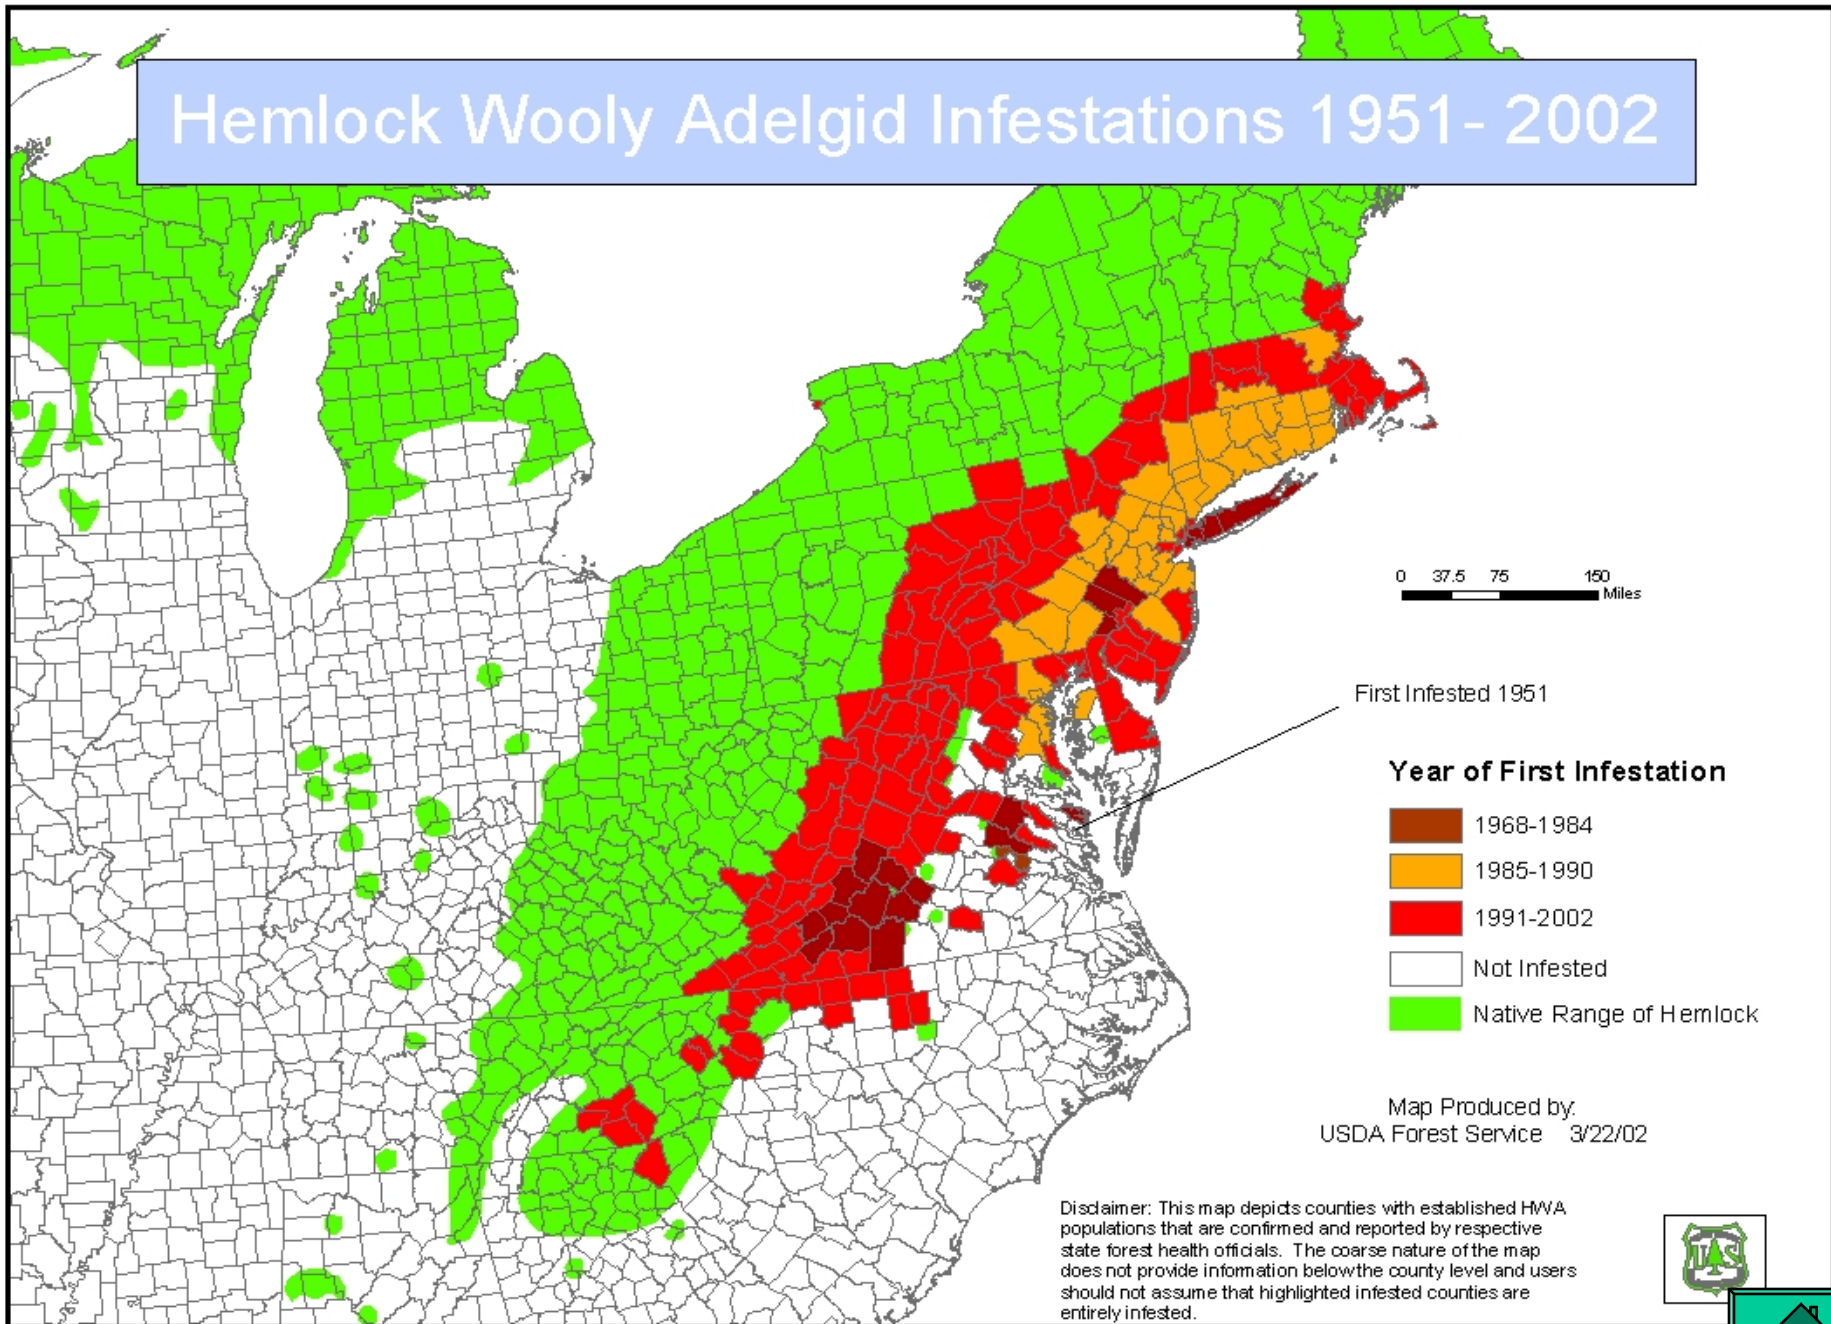 Hemlock Wooly Adelgid Infestations 1951- 2002
0 37.5 75 150
Miles
First Infested 1951
Year of First Infestation
1968-1984
1985-1990
1991-2002
Not Infested
Native Range of Hemlock
Map Produced by:
USDA Forest Service 3/22/02
Disclaimer: This map depicts counties with established HWA
populations that are confirmed and reported by respective
state forest health officials. The coarse nature of the map
does not provide information below the county level and users
should not assume that highlighted infested counties are
entirely infested.
U S